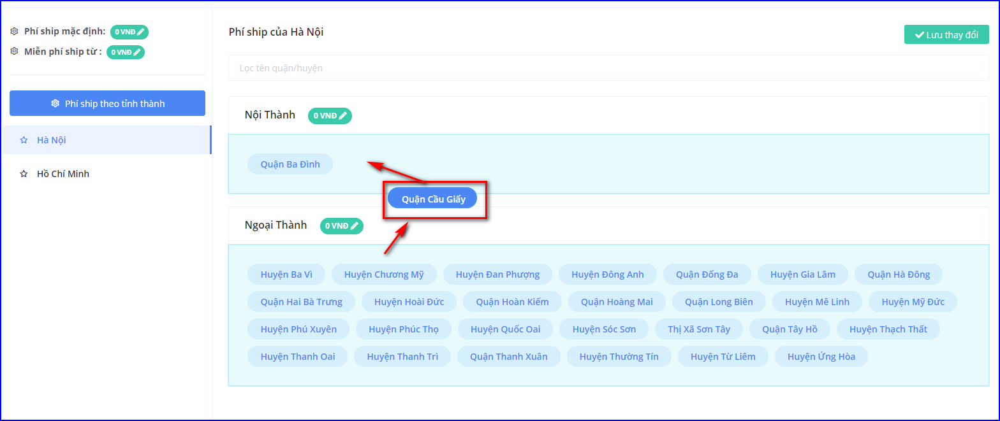 Phí ship mặc định: 0 VNĐ
Miễn phí ship từ : 0 VNĐ
Phí ship theo tỉnh thành
Hà Nội
Hồ Chí Minh
Phí ship của Hà Nội
Lưu thay đổi
Lọc tên quận/huyện
Nội Thành 0 VNĐ
Quận Ba Đình
Quận Cầu Giấy
Ngoại Thành 0 VNĐ
Huyện Ba Vì Huyện Chương Mỹ Huyện Đan Phượng Huyện Đông Anh Quận Đống Đa Huyện Gia Lâm Quận Hà Đông
Quận Hai Bà Trưng Huyện Hoài Đức Quận Hoàn Kiếm Quận Hoàng Mai Quận Long Biên Huyện Mê Linh Huyện Mỹ Đức
Huyện Phú Xuyên Huyện Phúc Thọ Huyện Quốc Oai Huyện Sóc Sơn Thị Xã Sơn Tây Quận Tây Hồ Huyện Thạch Thất
Huyện Thanh Oai Huyện Thanh Trì Quận Thanh Xuân Huyện Thường Tín Huyện Từ Liêm Huyện Ứng Hòa